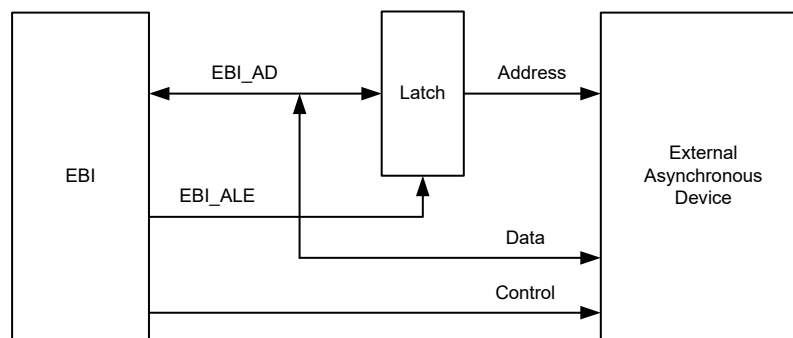 EBI_AD
Address
Latch
EBI
External
Asynchronous
Device
EBI_ALE
Data
Control